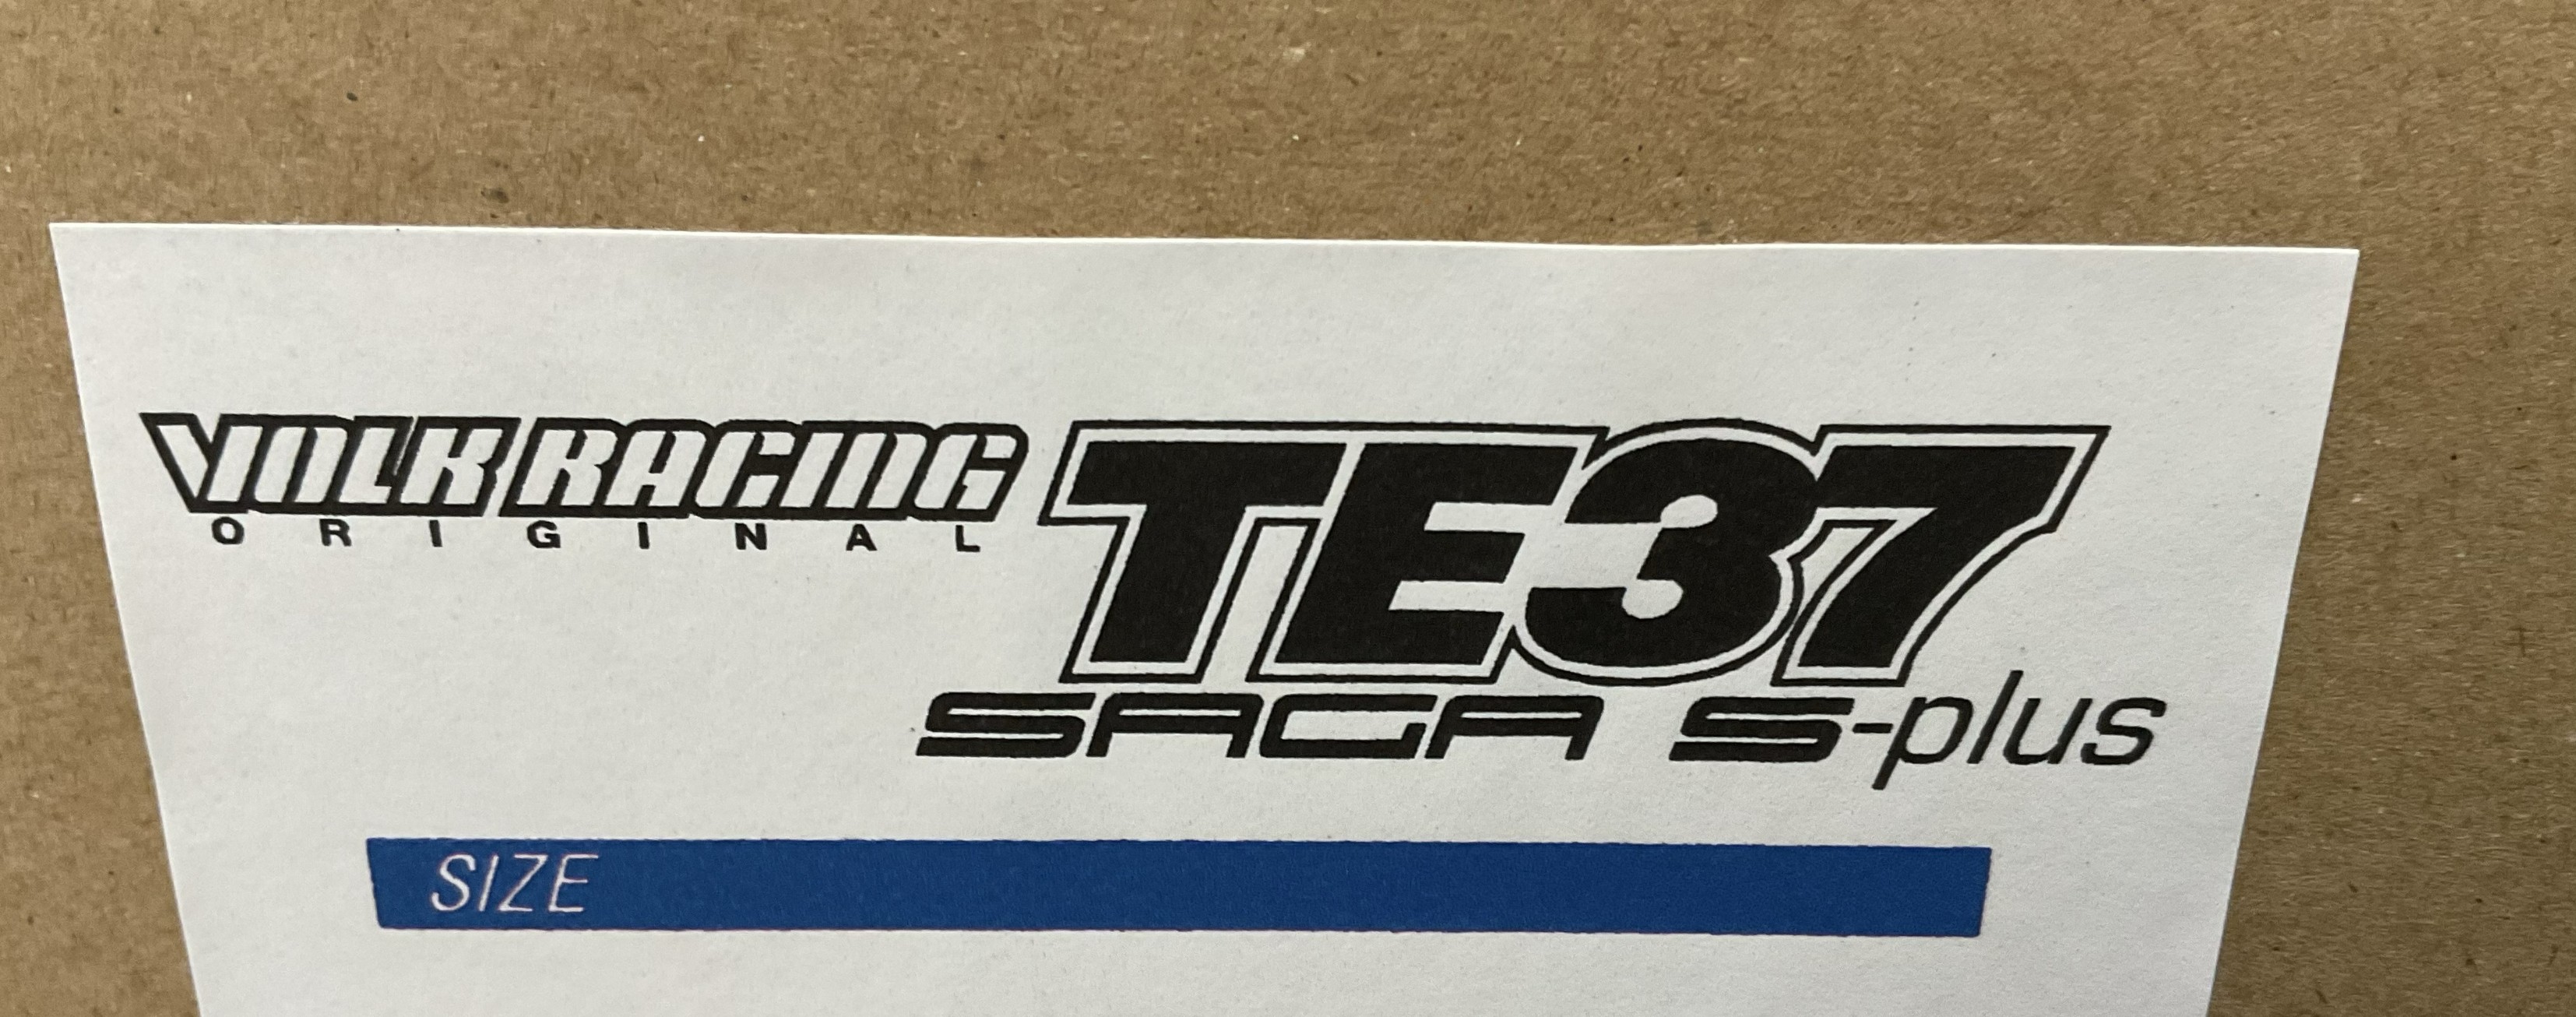 VOLK RACING TE37
ORIGINAL
SAGA S-plus
SIZE